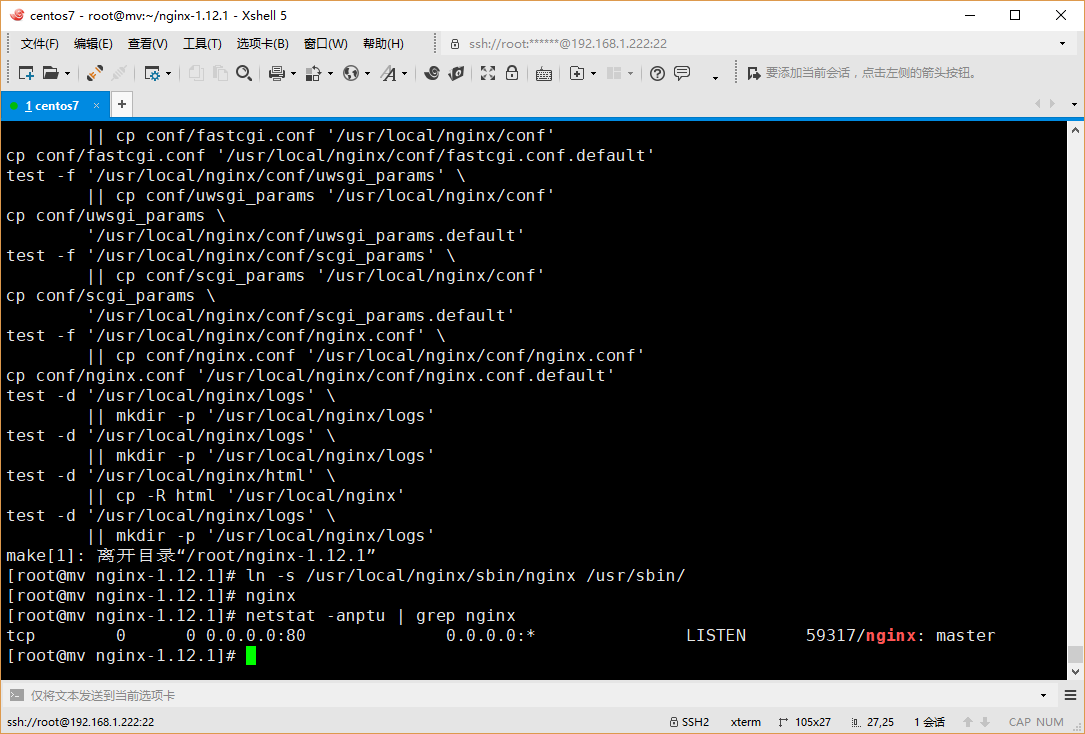 centos7 - root@mv:~/nginx-1.12.1 - Xshell 5
文件(F) 编辑(E) 查看(V) 工具(T) 选项卡(B) 窗口(W) 帮助(H) ssh://root:******@192.168.1.222:22
要添加当前会话，点击左侧的箭头按钮。
1 centos7 × +
        || cp conf/fastcgi.conf '/usr/local/nginx/conf'
cp conf/fastcgi.conf '/usr/local/nginx/conf/fastcgi.conf.default'
test -f '/usr/local/nginx/conf/uwsgi_params' \
        || cp conf/uwsgi_params '/usr/local/nginx/conf'
cp conf/uwsgi_params \
        '/usr/local/nginx/conf/uwsgi_params.default'
test -f '/usr/local/nginx/conf/scgi_params' \
        || cp conf/scgi_params '/usr/local/nginx/conf'
cp conf/scgi_params \
        '/usr/local/nginx/conf/scgi_params.default'
test -f '/usr/local/nginx/conf/nginx.conf' \
        || cp conf/nginx.conf '/usr/local/nginx/conf/nginx.conf'
cp conf/nginx.conf '/usr/local/nginx/conf/nginx.conf.default'
test -d '/usr/local/nginx/logs' \
        || mkdir -p '/usr/local/nginx/logs'
test -d '/usr/local/nginx/logs' \
        || mkdir -p '/usr/local/nginx/logs'
test -d '/usr/local/nginx/html' \
        || cp -R html '/usr/local/nginx'
test -d '/usr/local/nginx/logs' \
        || mkdir -p '/usr/local/nginx/logs'
make[1]: 离开目录“/root/nginx-1.12.1”
[root@mv nginx-1.12.1]# ln -s /usr/local/nginx/sbin/nginx /usr/sbin/
[root@mv nginx-1.12.1]# nginx
[root@mv nginx-1.12.1]# netstat -anptu | grep nginx
tcp        0      0 0.0.0.0:80              0.0.0.0:*               LISTEN      59317/nginx: master
[root@mv nginx-1.12.1]#
仅将文本发送到当前选项卡
ssh://root@192.168.1.222:22 SSH2 xterm 105x27 27,25 1 会话 CAP NUM